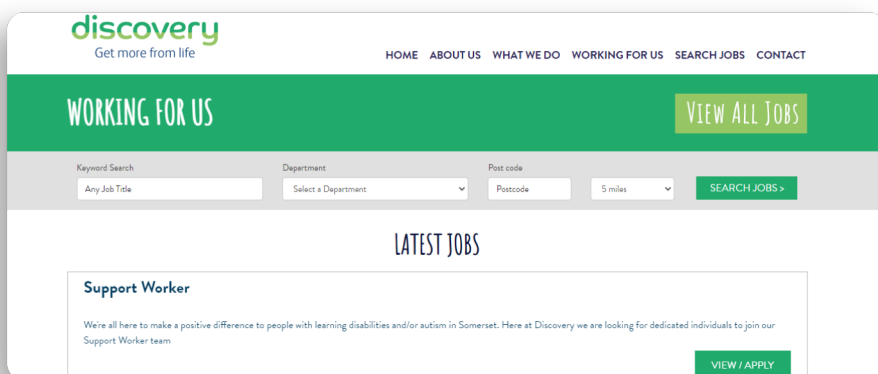 discovery
Get more from life
HOME ABOUT US WHAT WE DO WORKING FOR US SEARCH JOBS CONTACT
WORKING FOR US
VIEW ALL JOBS
Keyword Search Department Post code
Any Job Title Select a Department Postcode 5 miles SEARCH JOBS >
LATEST JOBS
Support Worker
We're all here to make a positive difference to people with learning disabilities and/or autism in Somerset. Here at Discovery we are looking for dedicated individuals to join our
Support Worker team
VIEW / APPLY